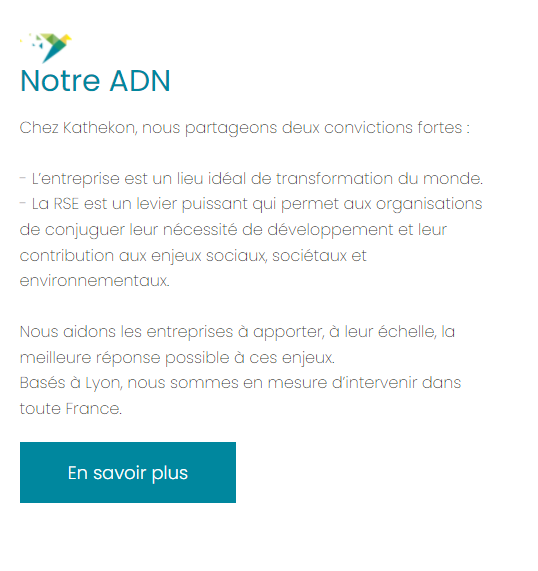 Notre ADN
Chez Kathekon, nous partageons deux convictions fortes :
- L’entreprise est un lieu idéal de transformation du monde.
- La RSE est un levier puissant qui permet aux organisations
de conjuguer leur nécessité de développement et leur
contribution aux enjeux sociaux, sociétaux et
environnementaux.
Nous aidons les entreprises à apporter, à leur échelle, la
meilleure réponse possible à ces enjeux.
Basés à Lyon, nous sommes en mesure d’intervenir dans
toute France.
En savoir plus